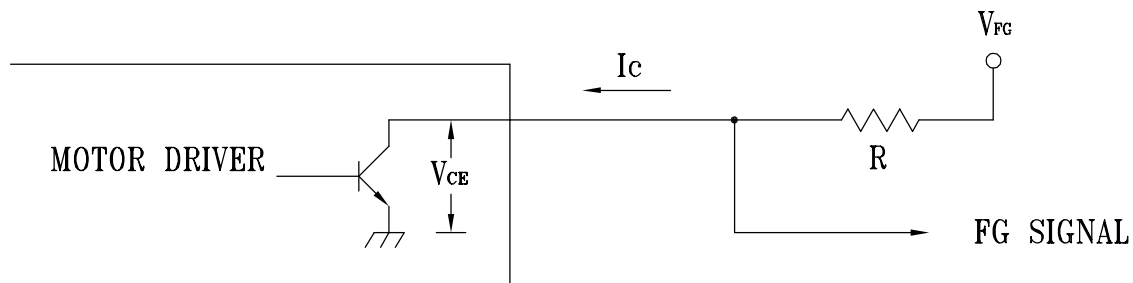 VFG
Ic
MOTOR DRIVER
VCE
R
FG SIGNAL